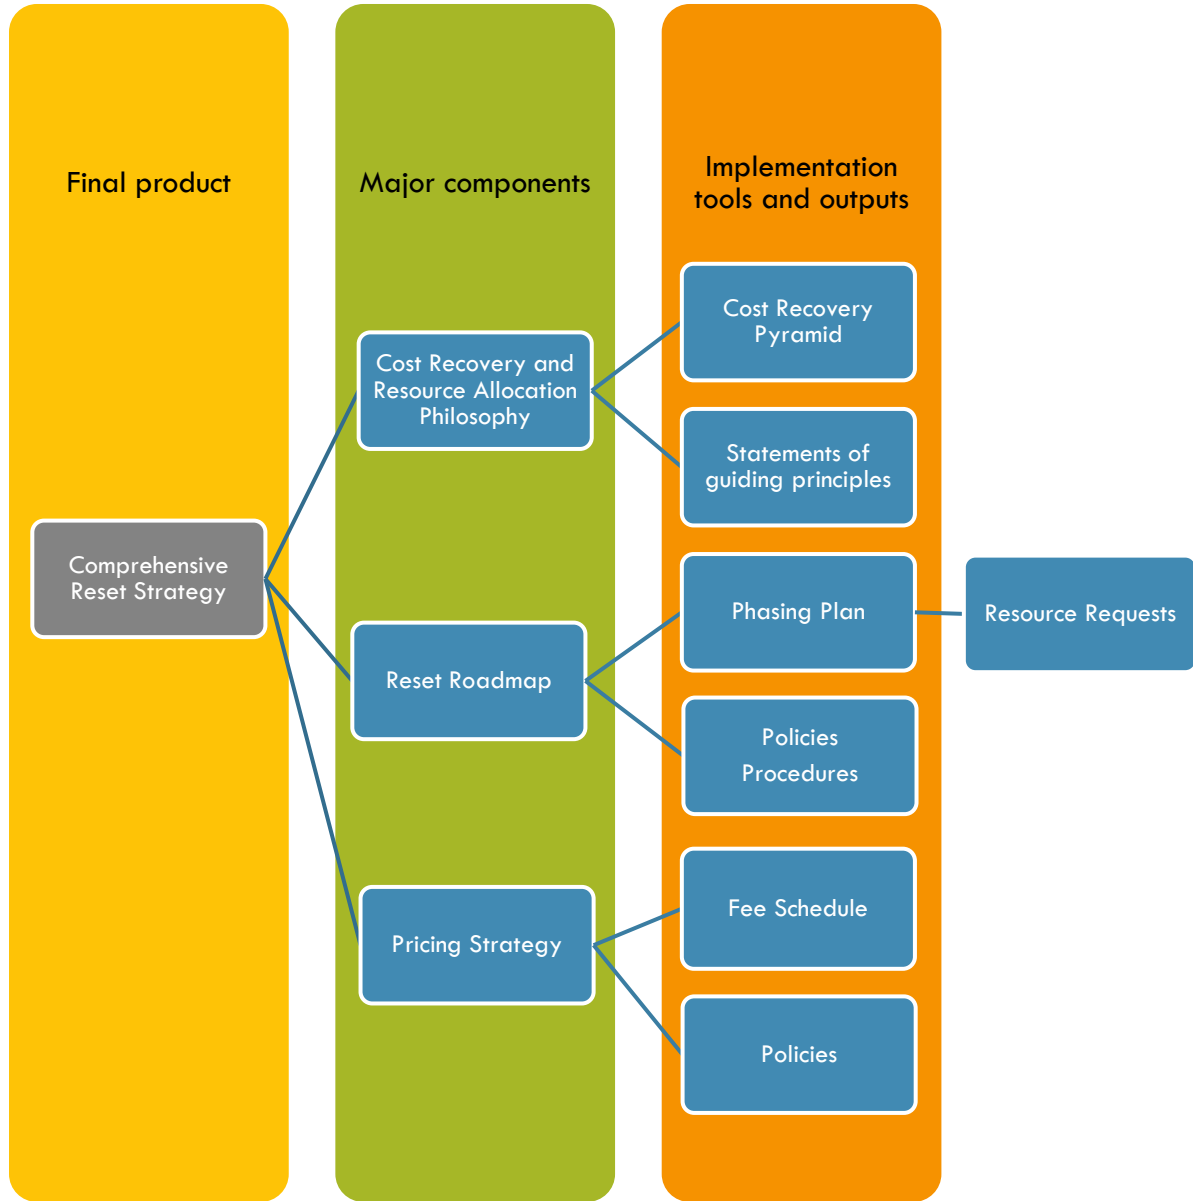 Final product
Major components
Implementation
tools and outputs
Comprehensive
Reset Strategy
Cost Recovery and
Resource Allocation
Philosophy
Cost Recovery
Pyramid
Statements of
guiding principles
Reset Roadmap
Phasing Plan
Resource Requests
Policies
Procedures
Pricing Strategy
Fee Schedule
Policies